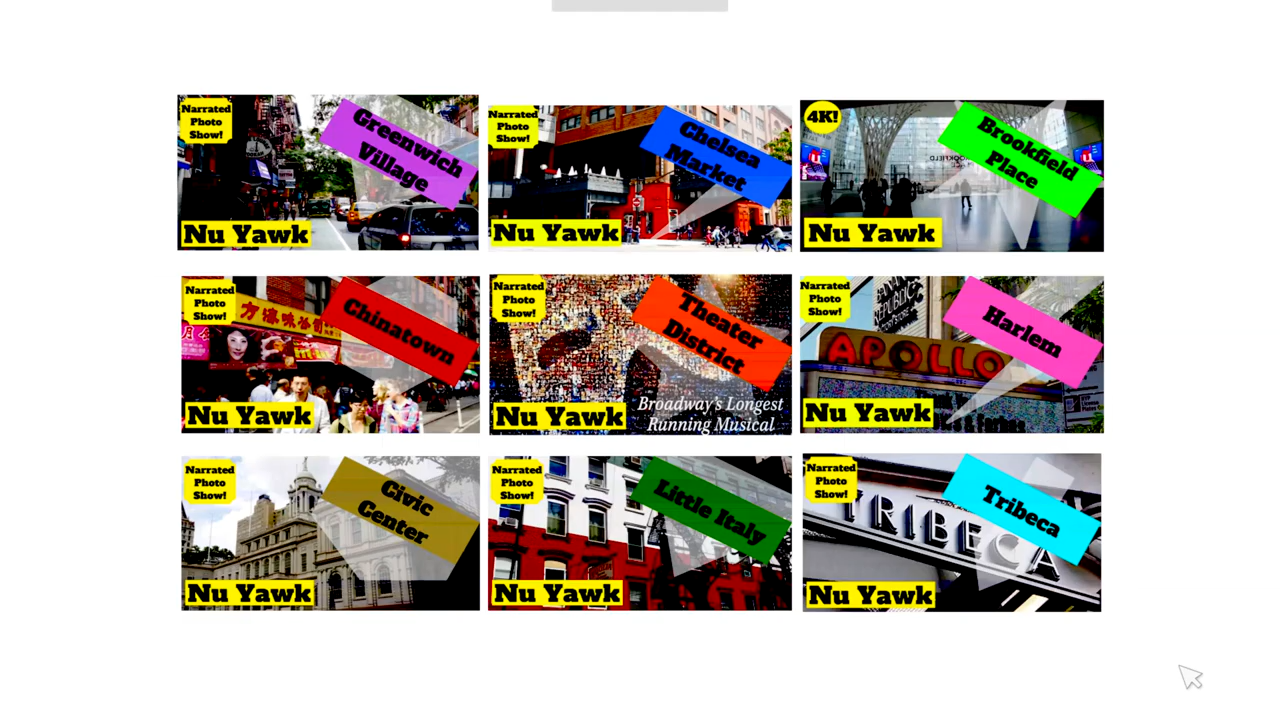 Narrated
Photo
Show!
Greenwich
Village
Nu Yawk
Narrated
Photo
Show!
Chelsea
Market
Nu Yawk
4K!
Brookfield
Place
Nu Yawk
Narrated
Photo
Show!
Chinatown
Nu Yawk
Narrated
Photo
Show!
Theater
District
Broadway's Longest
Running Musical
Nu Yawk
Narrated
Photo
Show!
Harlem
BANANA
REPUBLIC
APOLLO
Nu Yawk
Narrated
Photo
Show!
Civic
Center
Nu Yawk
Narrated
Photo
Show!
Little Italy
Nu Yawk
Narrated
Photo
Show!
Tribeca
TRIBECA
Nu Yawk